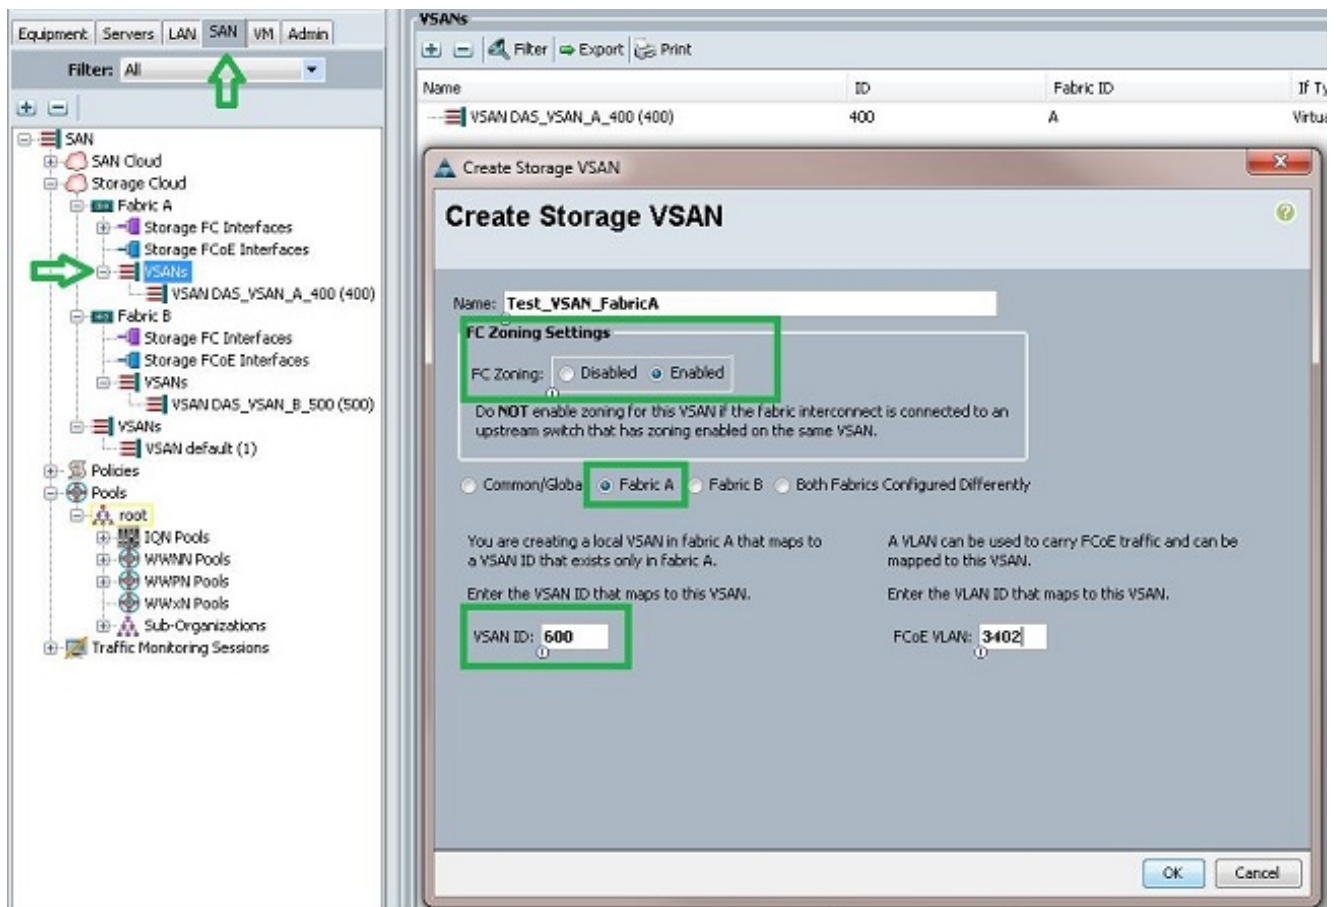 Equipment Servers LAN SAN VM Admin
Filter: All
SAN
SAN Cloud
Storage Cloud
Fabric A
Storage FC Interfaces
Storage FCoE Interfaces
VSANs
VSAN DAS_VSAN_A_400 (400)
Fabric B
Storage FC Interfaces
Storage FCoE Interfaces
VSANs
VSAN DAS_VSAN_B_500 (500)
VSANs
VSAN default (1)
Policies
Pools
root
IQN Pools
WWNN Pools
WWPN Pools
WWxN Pools
Sub-Organizations
Traffic Monitoring Sessions
VSANs
Filter Export Print
Name ID Fabric ID If Ty
VSAN DAS_VSAN_A_400 (400) 400 A Virtua
Create Storage VSAN
Create Storage VSAN
Name: Test_VSAN_FabricA
FC Zoning Settings
FC Zoning: Disabled Enabled
Do NOT enable zoning for this VSAN if the fabric interconnect is connected to an
upstream switch that has zoning enabled on the same VSAN.
Common/Global Fabric A Fabric B Both Fabrics Configured Differently
You are creating a local VSAN in fabric A that maps to
a VSAN ID that exists only in fabric A.
Enter the VSAN ID that maps to this VSAN.
VSAN ID: 600
A VLAN can be used to carry FCoE traffic and can be
mapped to this VSAN.
Enter the VLAN ID that maps to this VSAN.
FCoE VLAN: 3402
OK Cancel